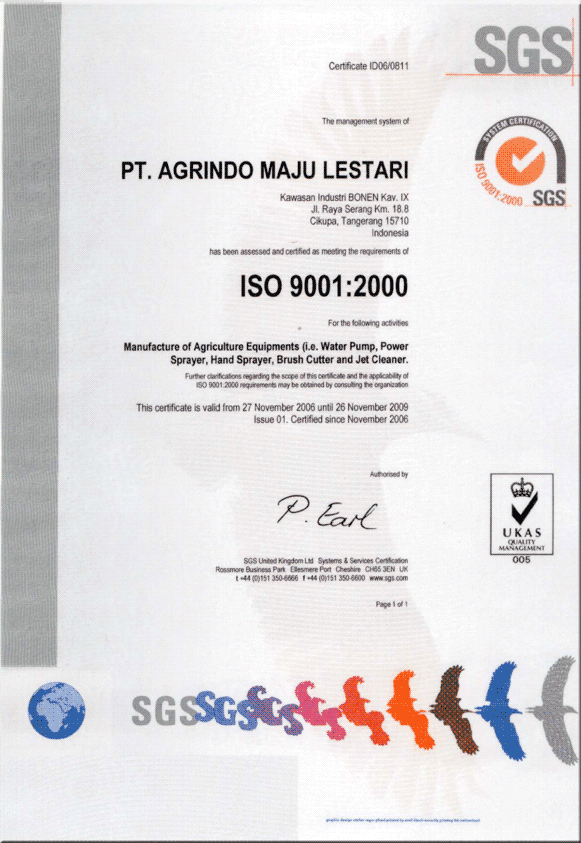 SGS
Certificate ID06/0811
The management system of
SYSTEM CERTIFICATION
ISO 9001:2000
SGS
PT. AGRINDO MAJU LESTARI
Kawasan Industri BONEN Kav. IX
Jl. Raya Serang Km. 18.8
Cikupa, Tangerang 15710
Indonesia
has been assessed and certified as meeting the requirements of
ISO 9001:2000
For the following activities
Manufacture of Agriculture Equipments (i.e. Water Pump, Power
Sprayer, Hand Sprayer, Brush Cutter and Jet Cleaner.
Further clarifications regarding the scope of this certificate and the applicability of
ISO 9001:2000 requirements may be obtained by consulting the organization
This certificate is valid from 27 November 2006 until 26 November 2009
Issue 01. Certified since November 2006
Authorised by
P. Earl
UKAS
QUALITY
MANAGEMENT
005
SGS United Kingdom Ltd Systems & Services Certification
Rossmore Business Park Ellesmere Port Cheshire CH65 3EN UK
t +44 (0)151 350-6666 f +44 (0)151 350-6600 www.sgs.com
Page 1 of 1
SGSSGS